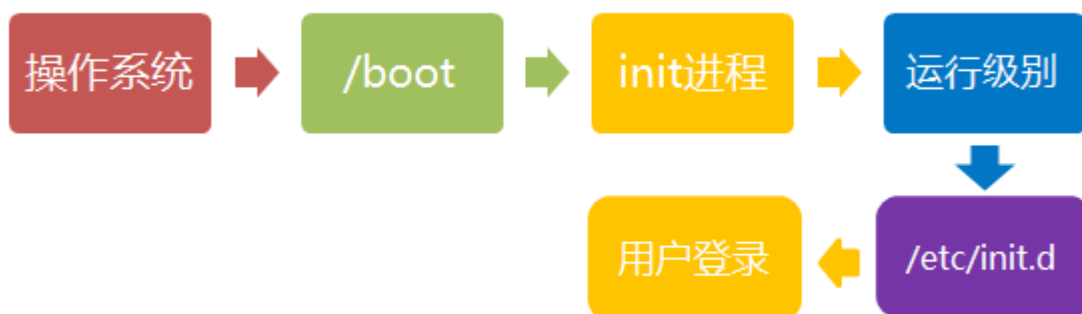 操作系统
/boot
init进程
运行级别
/etc/init.d
用户登录